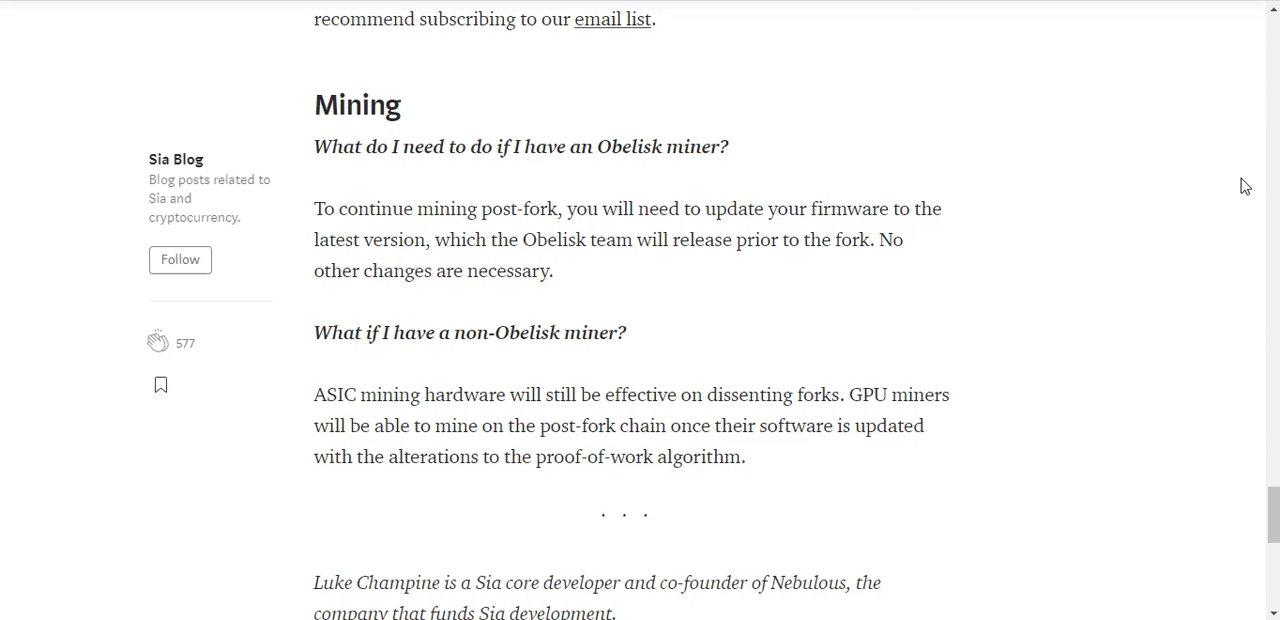 recommend subscribing to our email list.
Mining
What do I need to do if I have an Obelisk miner?
Sia Blog
Blog posts related to
Sia and
cryptocurrency.
Follow
577
To continue mining post-fork, you will need to update your firmware to the
latest version, which the Obelisk team will release prior to the fork. No
other changes are necessary.
What if I have a non-Obelisk miner?
ASIC mining hardware will still be effective on dissenting forks. GPU miners
will be able to mine on the post-fork chain once their software is updated
with the alterations to the proof-of-work algorithm.
. . .
Luke Champine is a Sia core developer and co-founder of Nebulous, the
company that funds Sia development.